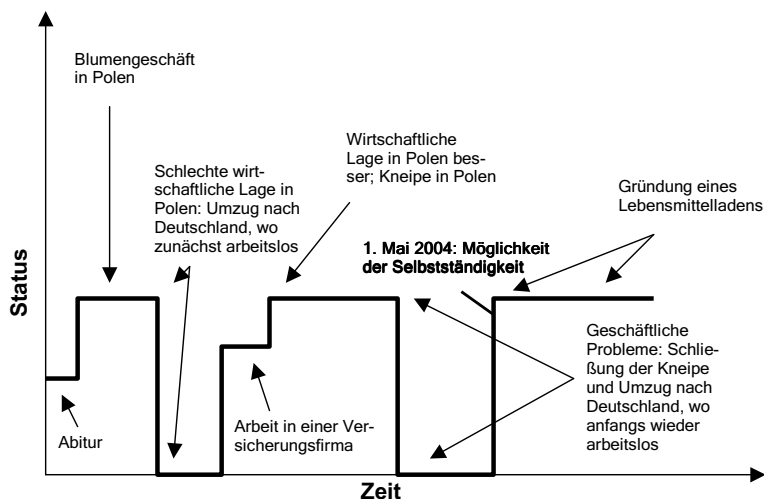 Blumengeschäft
in Polen
Wirtschaftliche
Lage in Polen bes-
ser; Kneipe in Polen
Schlechte wirt-
schaftliche Lage in
Polen: Umzug nach
Deutschland, wo
zunächst arbeitslos
Gründung eines
Lebensmittelladens
1. Mai 2004: Möglichkeit
der Selbstständigkeit
Status
Geschäftliche
Probleme: Schlie-
ßung der Kneipe
und Umzug nach
Deutschland, wo
anfangs wieder
arbeitslos
Abitur
Arbeit in einer Ver-
sicherungsfirma
Zeit